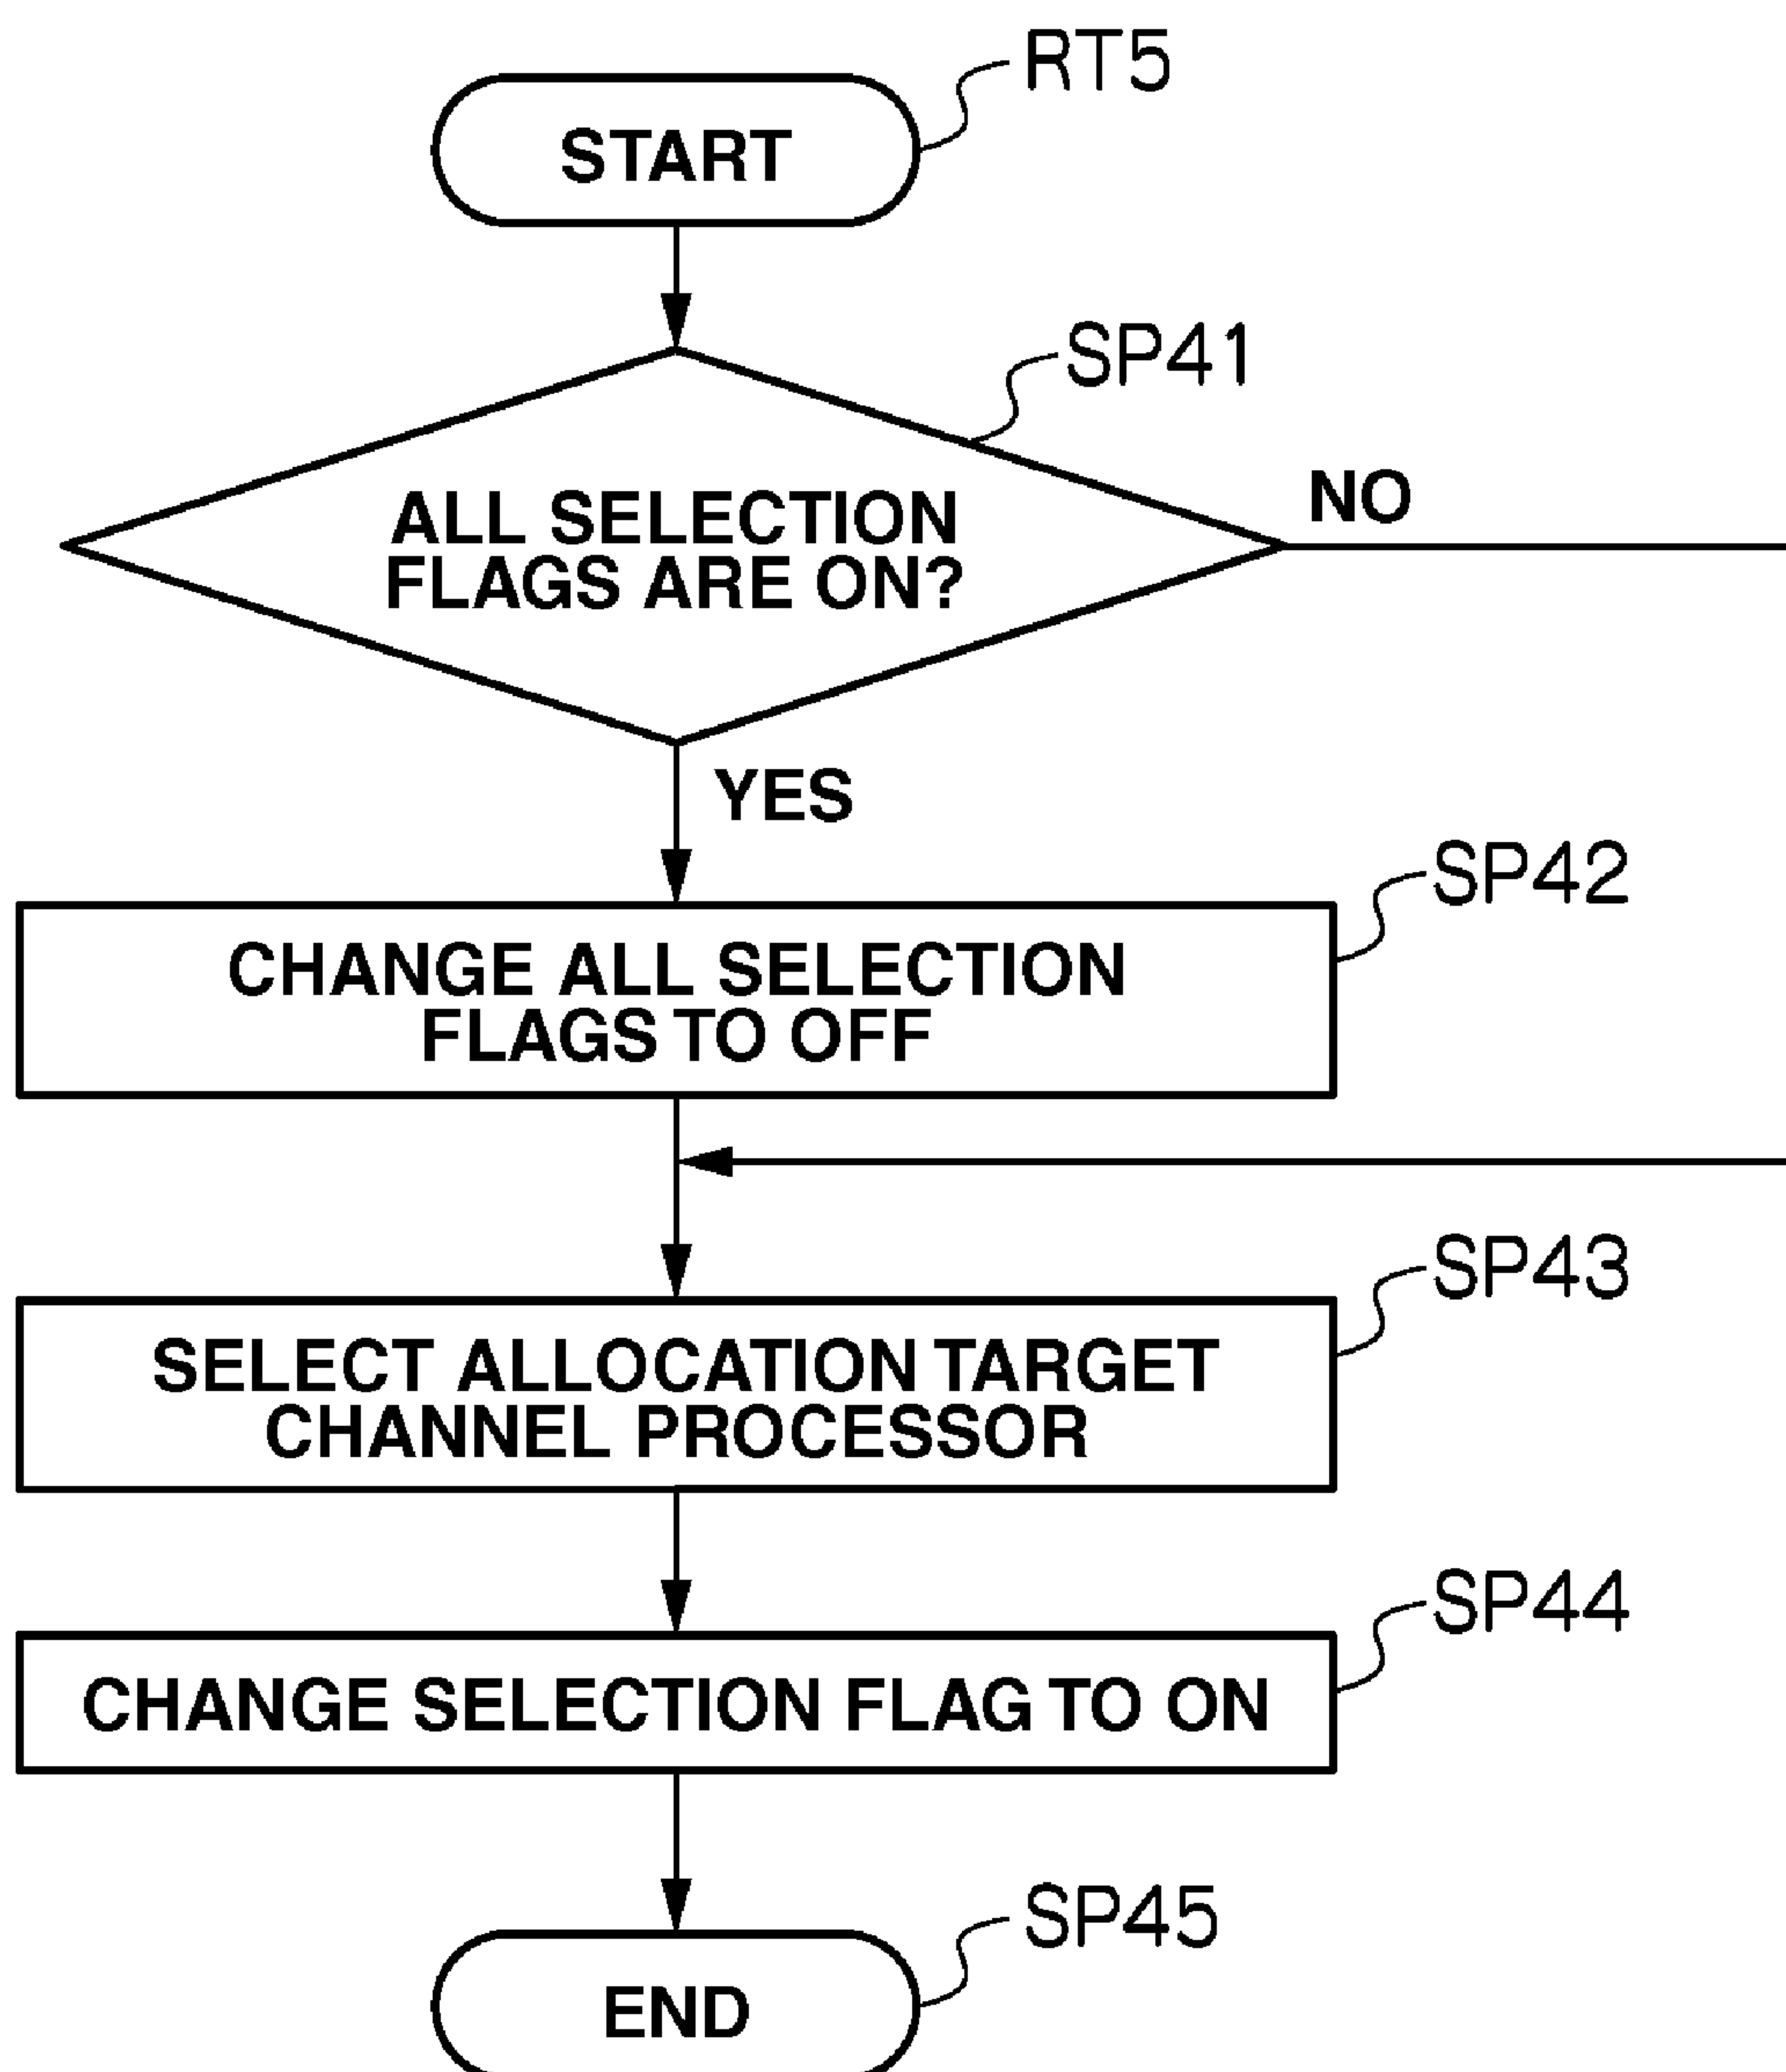 RT5
START
SP41
ALL SELECTION
FLAGS ARE ON?
NO
YES
SP42
CHANGE ALL SELECTION
FLAGS TO OFF
SP43
SELECT ALLOCATION TARGET
CHANNEL PROCESSOR
SP44
CHANGE SELECTION FLAG TO ON
SP45
END